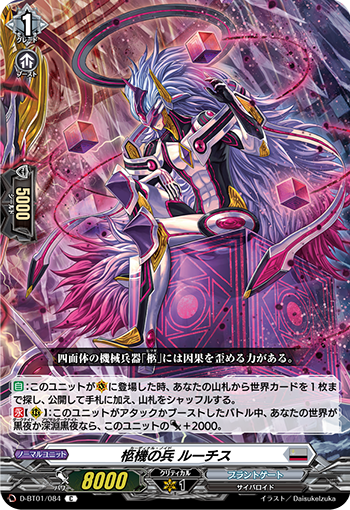 1
グレード
ブースト
5000
シールド
四面体の機械兵器「柩」には因果を歪める力がある。
自:このユニットがⓇに登場した時、あなたの山札から世界カードを1枚まで探し、公開して手札に加え、山札をシャッフルする。
永【Ⓡ】:このユニットがアタックかブーストしたバトル中、あなたの世界が黒夜か深淵黒夜なら、このユニットの+2000。
ノーマルユニット
枢機の兵 ルーチス
パワー 8000
クリティカル 1
ブラントゲート
サイバロイド
D-BT01/084 C
イラスト/DaisukeIzuka